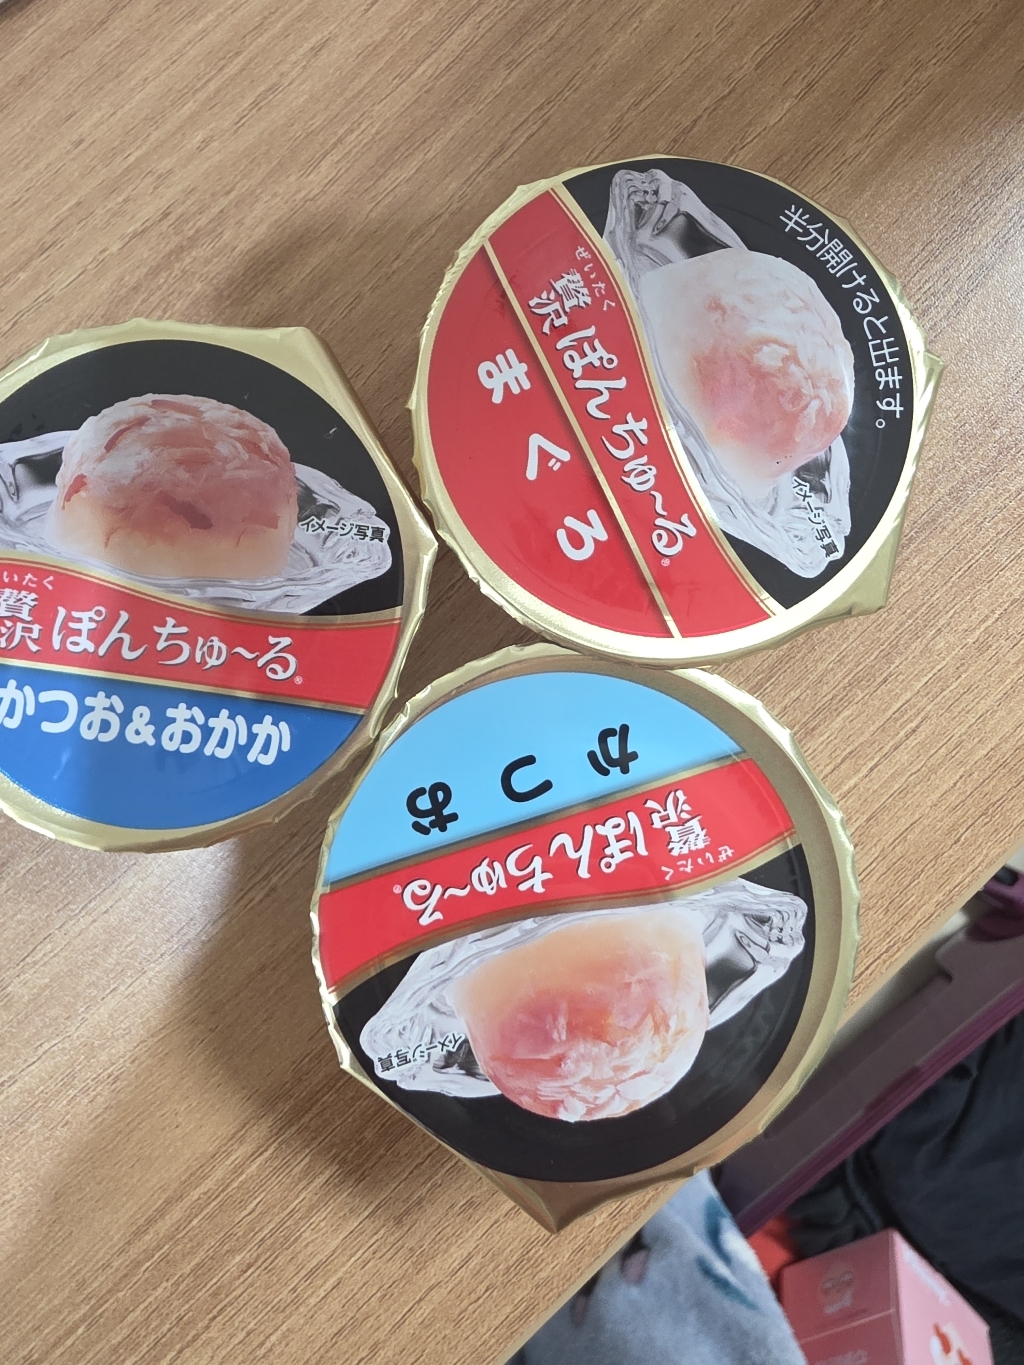 いたく
贅沢
ぽんちゅ〜る®
かつお&おかか
イメージ写真
半分開けると出ます。
ぜいたく
贅沢
ぽんちゅ〜る®
まぐろ
イメージ写真
ぜいたく
贅沢
ぽんちゅ〜る®
かつお
イメージ写真